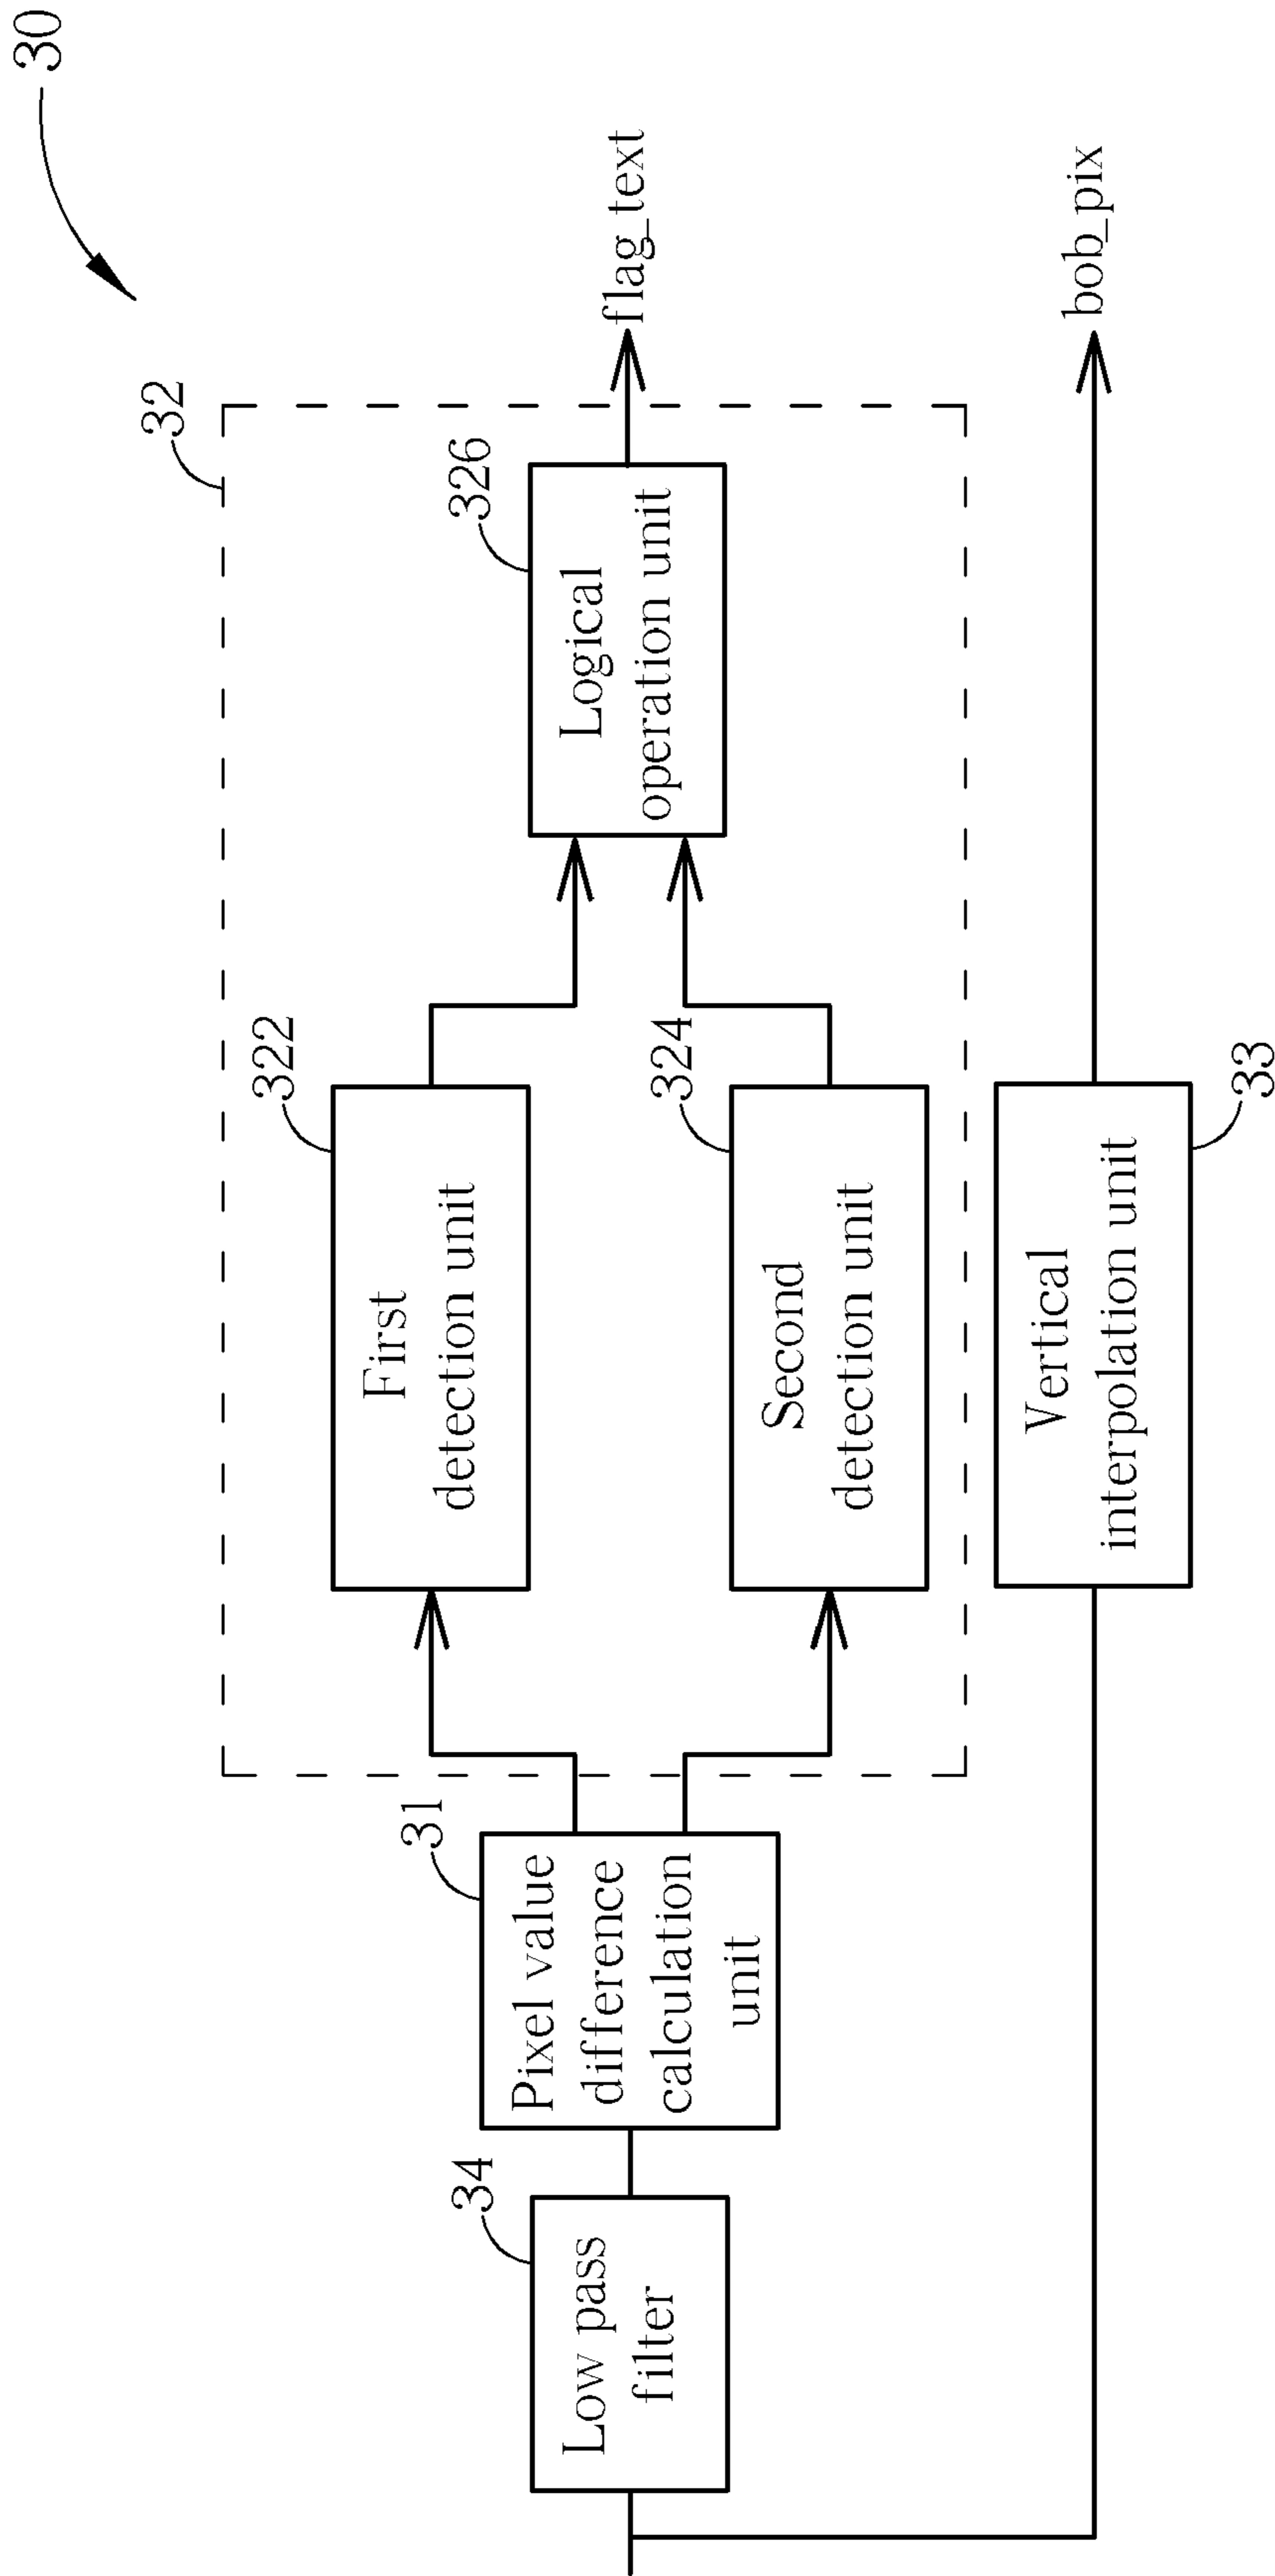 30
32
34
Low pass
filter
31
Pixel value
difference
calculation
unit
322
First
detection unit
324
Second
detection unit
326
Logical
operation unit
flag_text
Vertical
interpolation unit
33
bob_pix